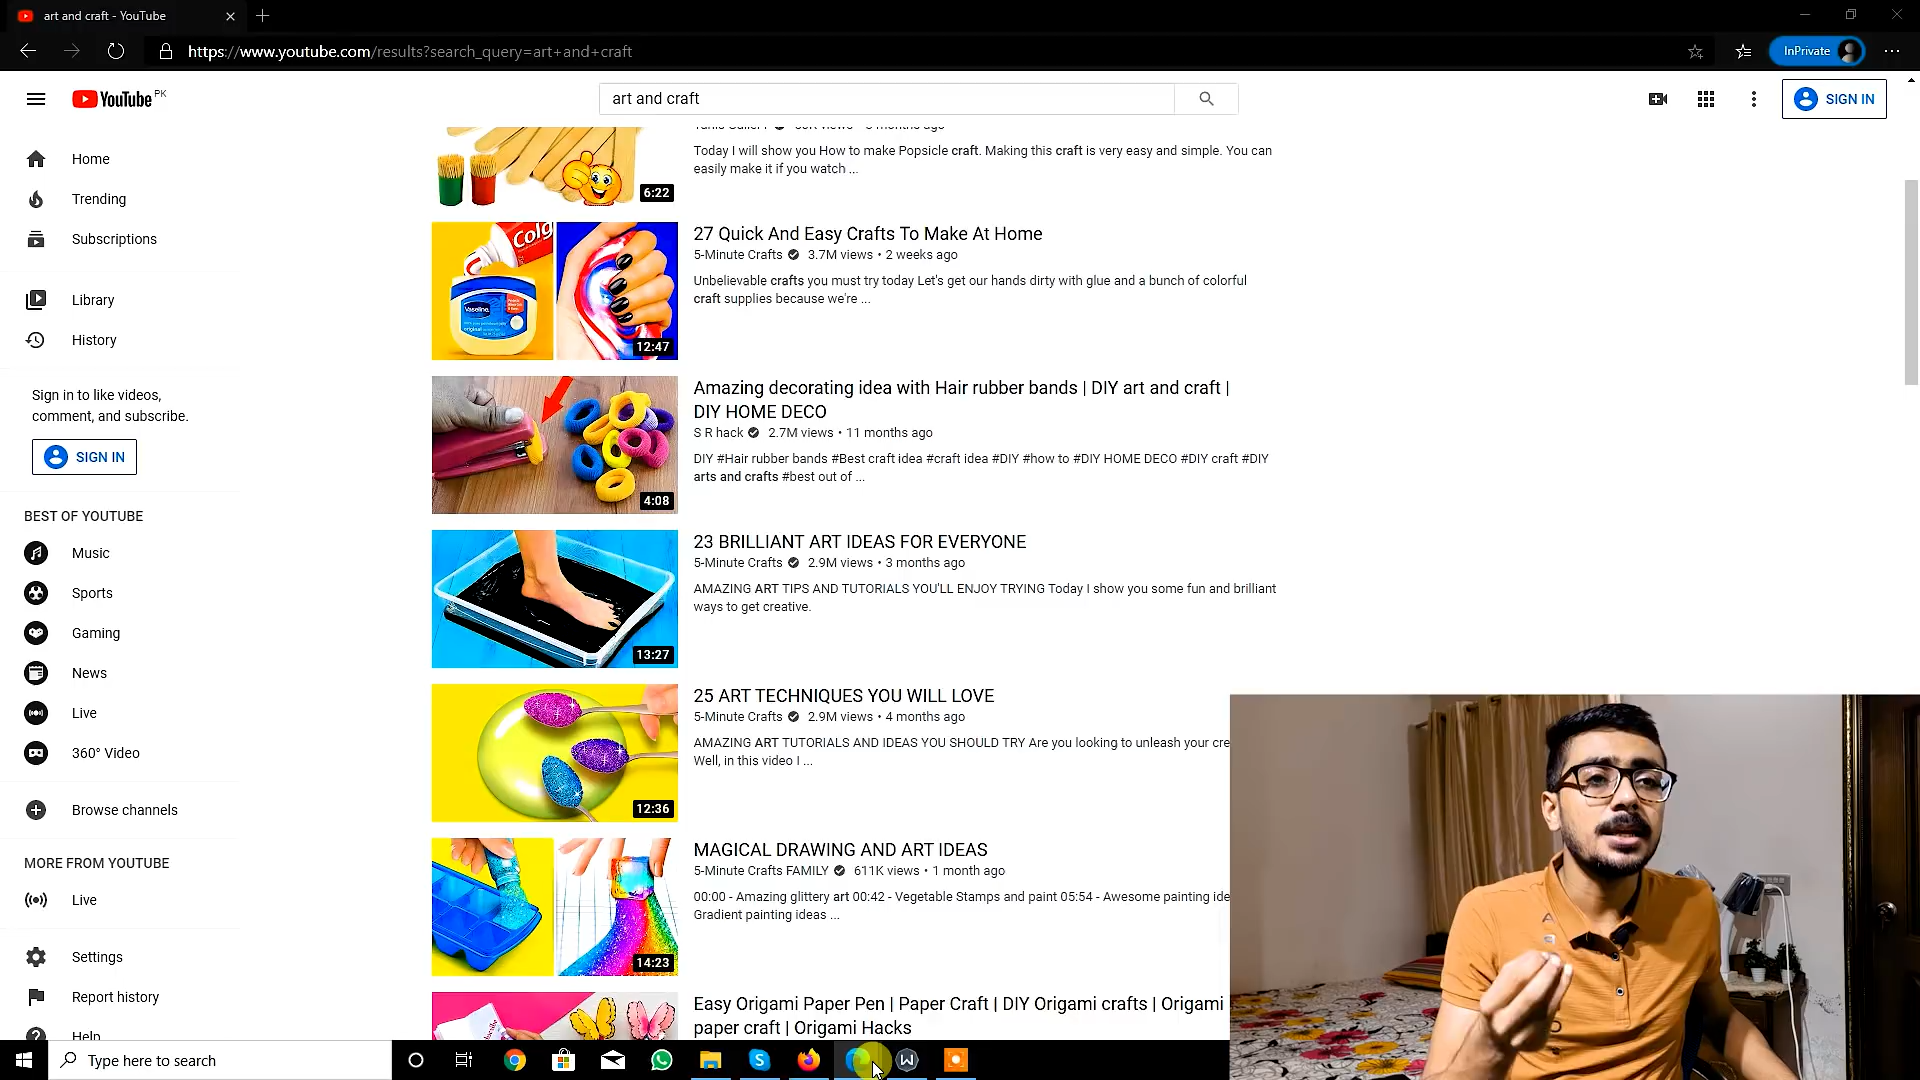 art and craft - YouTube
https://www.youtube.com/results?search_query=art+and+craft
InPrivate
YouTube PK
art and craft
SIGN IN
Home
Trending
Subscriptions
Library
History
Sign in to like videos,
comment, and subscribe.
SIGN IN
BEST OF YOUTUBE
Music
Sports
Gaming
News
Live
360° Video
Browse channels
MORE FROM YOUTUBE
Live
Settings
Report history
Help
Today I will show you How to make Popsicle craft. Making this craft is very easy and simple. You can
easily make it if you watch ...
6:22
27 Quick And Easy Crafts To Make At Home
5-Minute Crafts 3.7M views • 2 weeks ago
Unbelievable crafts you must try today Let's get our hands dirty with glue and a bunch of colorful
craft supplies because we're ...
Colg
Vaseline
12:47
Amazing decorating idea with Hair rubber bands | DIY art and craft |
DIY HOME DECO
S R hack 2.7M views • 11 months ago
DIY #Hair rubber bands #Best craft idea #craft idea #DIY #how to #DIY HOME DECO #DIY craft #DIY
arts and crafts #best out of ...
4:08
23 BRILLIANT ART IDEAS FOR EVERYONE
5-Minute Crafts 2.9M views • 3 months ago
AMAZING ART TIPS AND TUTORIALS YOU'LL ENJOY TRYING Today I show you some fun and brilliant
ways to get creative.
13:27
25 ART TECHNIQUES YOU WILL LOVE
5-Minute Crafts 2.9M views • 4 months ago
AMAZING ART TUTORIALS AND IDEAS YOU SHOULD TRY Are you looking to unleash your cre
Well, in this video I ...
12:36
MAGICAL DRAWING AND ART IDEAS
5-Minute Crafts FAMILY 611K views • 1 month ago
00:00 - Amazing glittery art 00:42 - Vegetable Stamps and paint 05:54 - Awesome painting ide
Gradient painting ideas ...
14:23
Easy Origami Paper Pen | Paper Craft | DIY Origami crafts | Origami
paper craft | Origami Hacks
Type here to search